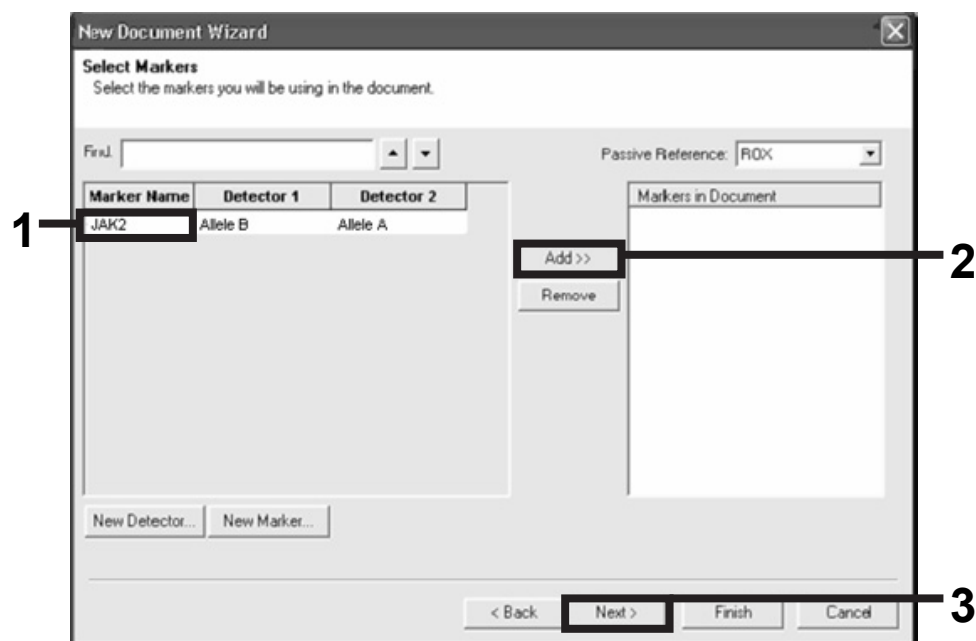 New Document Wizard
Select Markers
Select the markers you will be using in the document.
Find:
Passive Reference: ROX
Marker Name Detector 1 Detector 2
Markers in Document
1
JAK2 Allele B Allele A
Add >>
2
Remove
New Detector... New Marker...
< Back Next > Finish Cancel
3